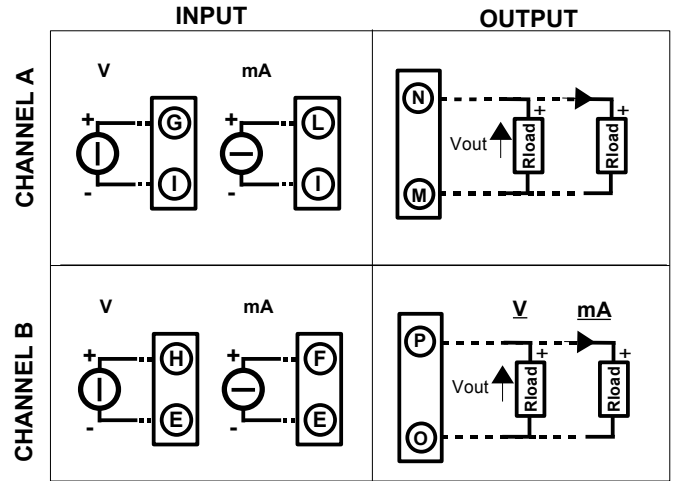 INPUT
OUTPUT
CHANNEL A
V
mA
+
G
-
I
+
L
-
I
N
M
Vout
+
Rload
+
Rload
CHANNEL B
V
mA
+
H
-
E
+
F
-
E
V
mA
P
O
Vout
+
Rload
+
Rload